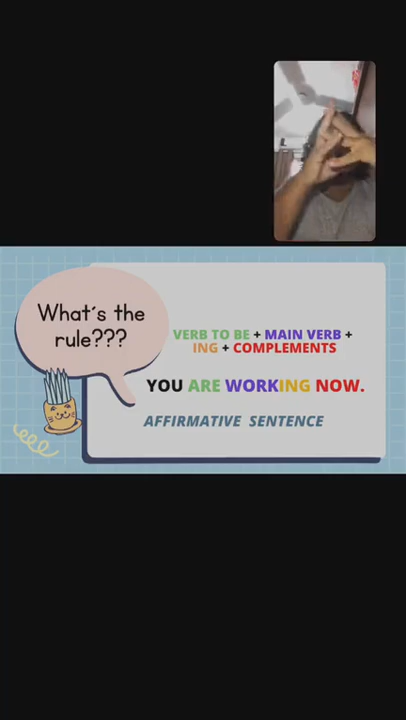 What's the
rule???
VERB TO BE + MAIN VERB +
ING + COMPLEMENTS
YOU ARE WORKING NOW.
AFFIRMATIVE SENTENCE